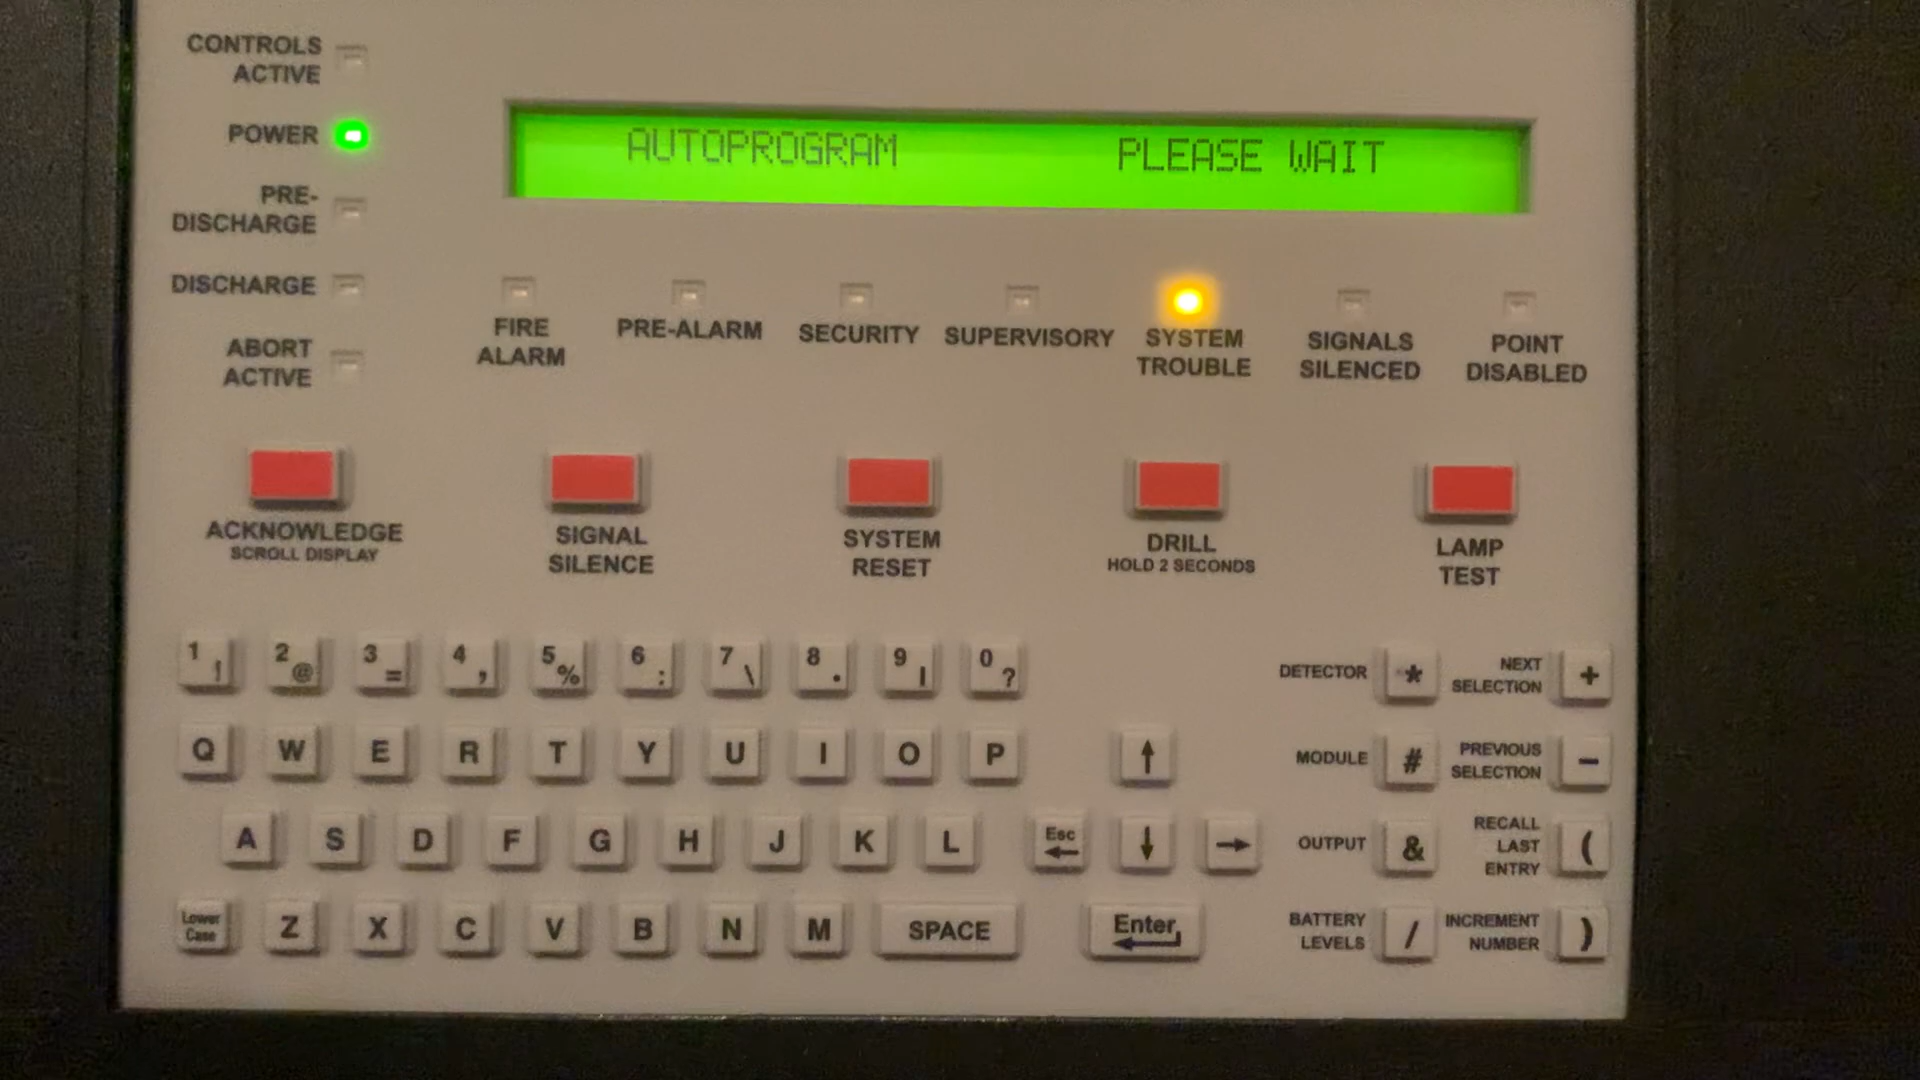 CONTROLS
ACTIVE
POWER
PRE-
DISCHARGE
DISCHARGE
ABORT
ACTIVE
AUTOPROGRAM PLEASE WAIT
FIRE
ALARM
PRE-ALARM
SECURITY
SUPERVISORY
SYSTEM
TROUBLE
SIGNALS
SILENCED
POINT
DISABLED
ACKNOWLEDGE
SCROLL DISPLAY
SIGNAL
SILENCE
SYSTEM
RESET
DRILL
HOLD 2 SECONDS
LAMP
TEST
1 ! 2 @ 3 = 4 , 5 % 6 : 7 \ 8 . 9 | 0 ?
DETECTOR *
NEXT
SELECTION +
Q W E R T Y U I O P ↑
MODULE #
PREVIOUS
SELECTION −
A S D F G H J K L Esc ← ↓ →
OUTPUT &
RECALL
LAST
ENTRY (
Lower
Case
Z X C V B N M SPACE Enter
BATTERY
LEVELS /
INCREMENT
NUMBER )